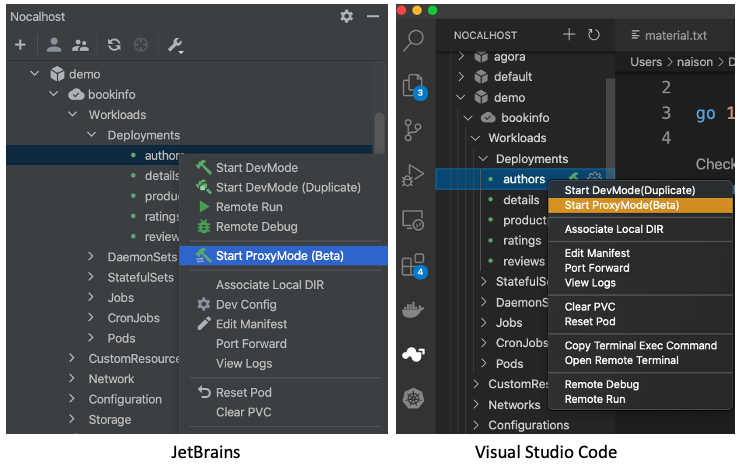 Nocalhost
demo
bookinfo
Workloads
Deployments
authors
details
produc
ratings
review
DaemonSets
StatefulSets
Jobs
CronJobs
Pods
CustomResource
Network
Configuration
Storage
Start DevMode
Start DevMode (Duplicate)
Remote Run
Remote Debug
Start ProxyMode (Beta)
Associate Local DIR
Dev Config
Edit Manifest
Port Forward
View Logs
Reset Pod
Clear PVC
JetBrains
NOCALHOST
agora
default
demo
bookinfo
Workloads
Deployments
authors
details
product
ratings
reviews
StatefulSe
DaemonSe
Jobs
CronJobs
Pods
CustomRes
Networks
Configurations
3
4
material.txt
Users › naison › D
2
3 go 1
4
Check
Start DevMode(Duplicate)
Start ProxyMode(Beta)
Associate Local DIR
Edit Manifest
Port Forward
View Logs
Clear PVC
Reset Pod
Copy Terminal Exec Command
Open Remote Terminal
Remote Debug
Remote Run
Visual Studio Code